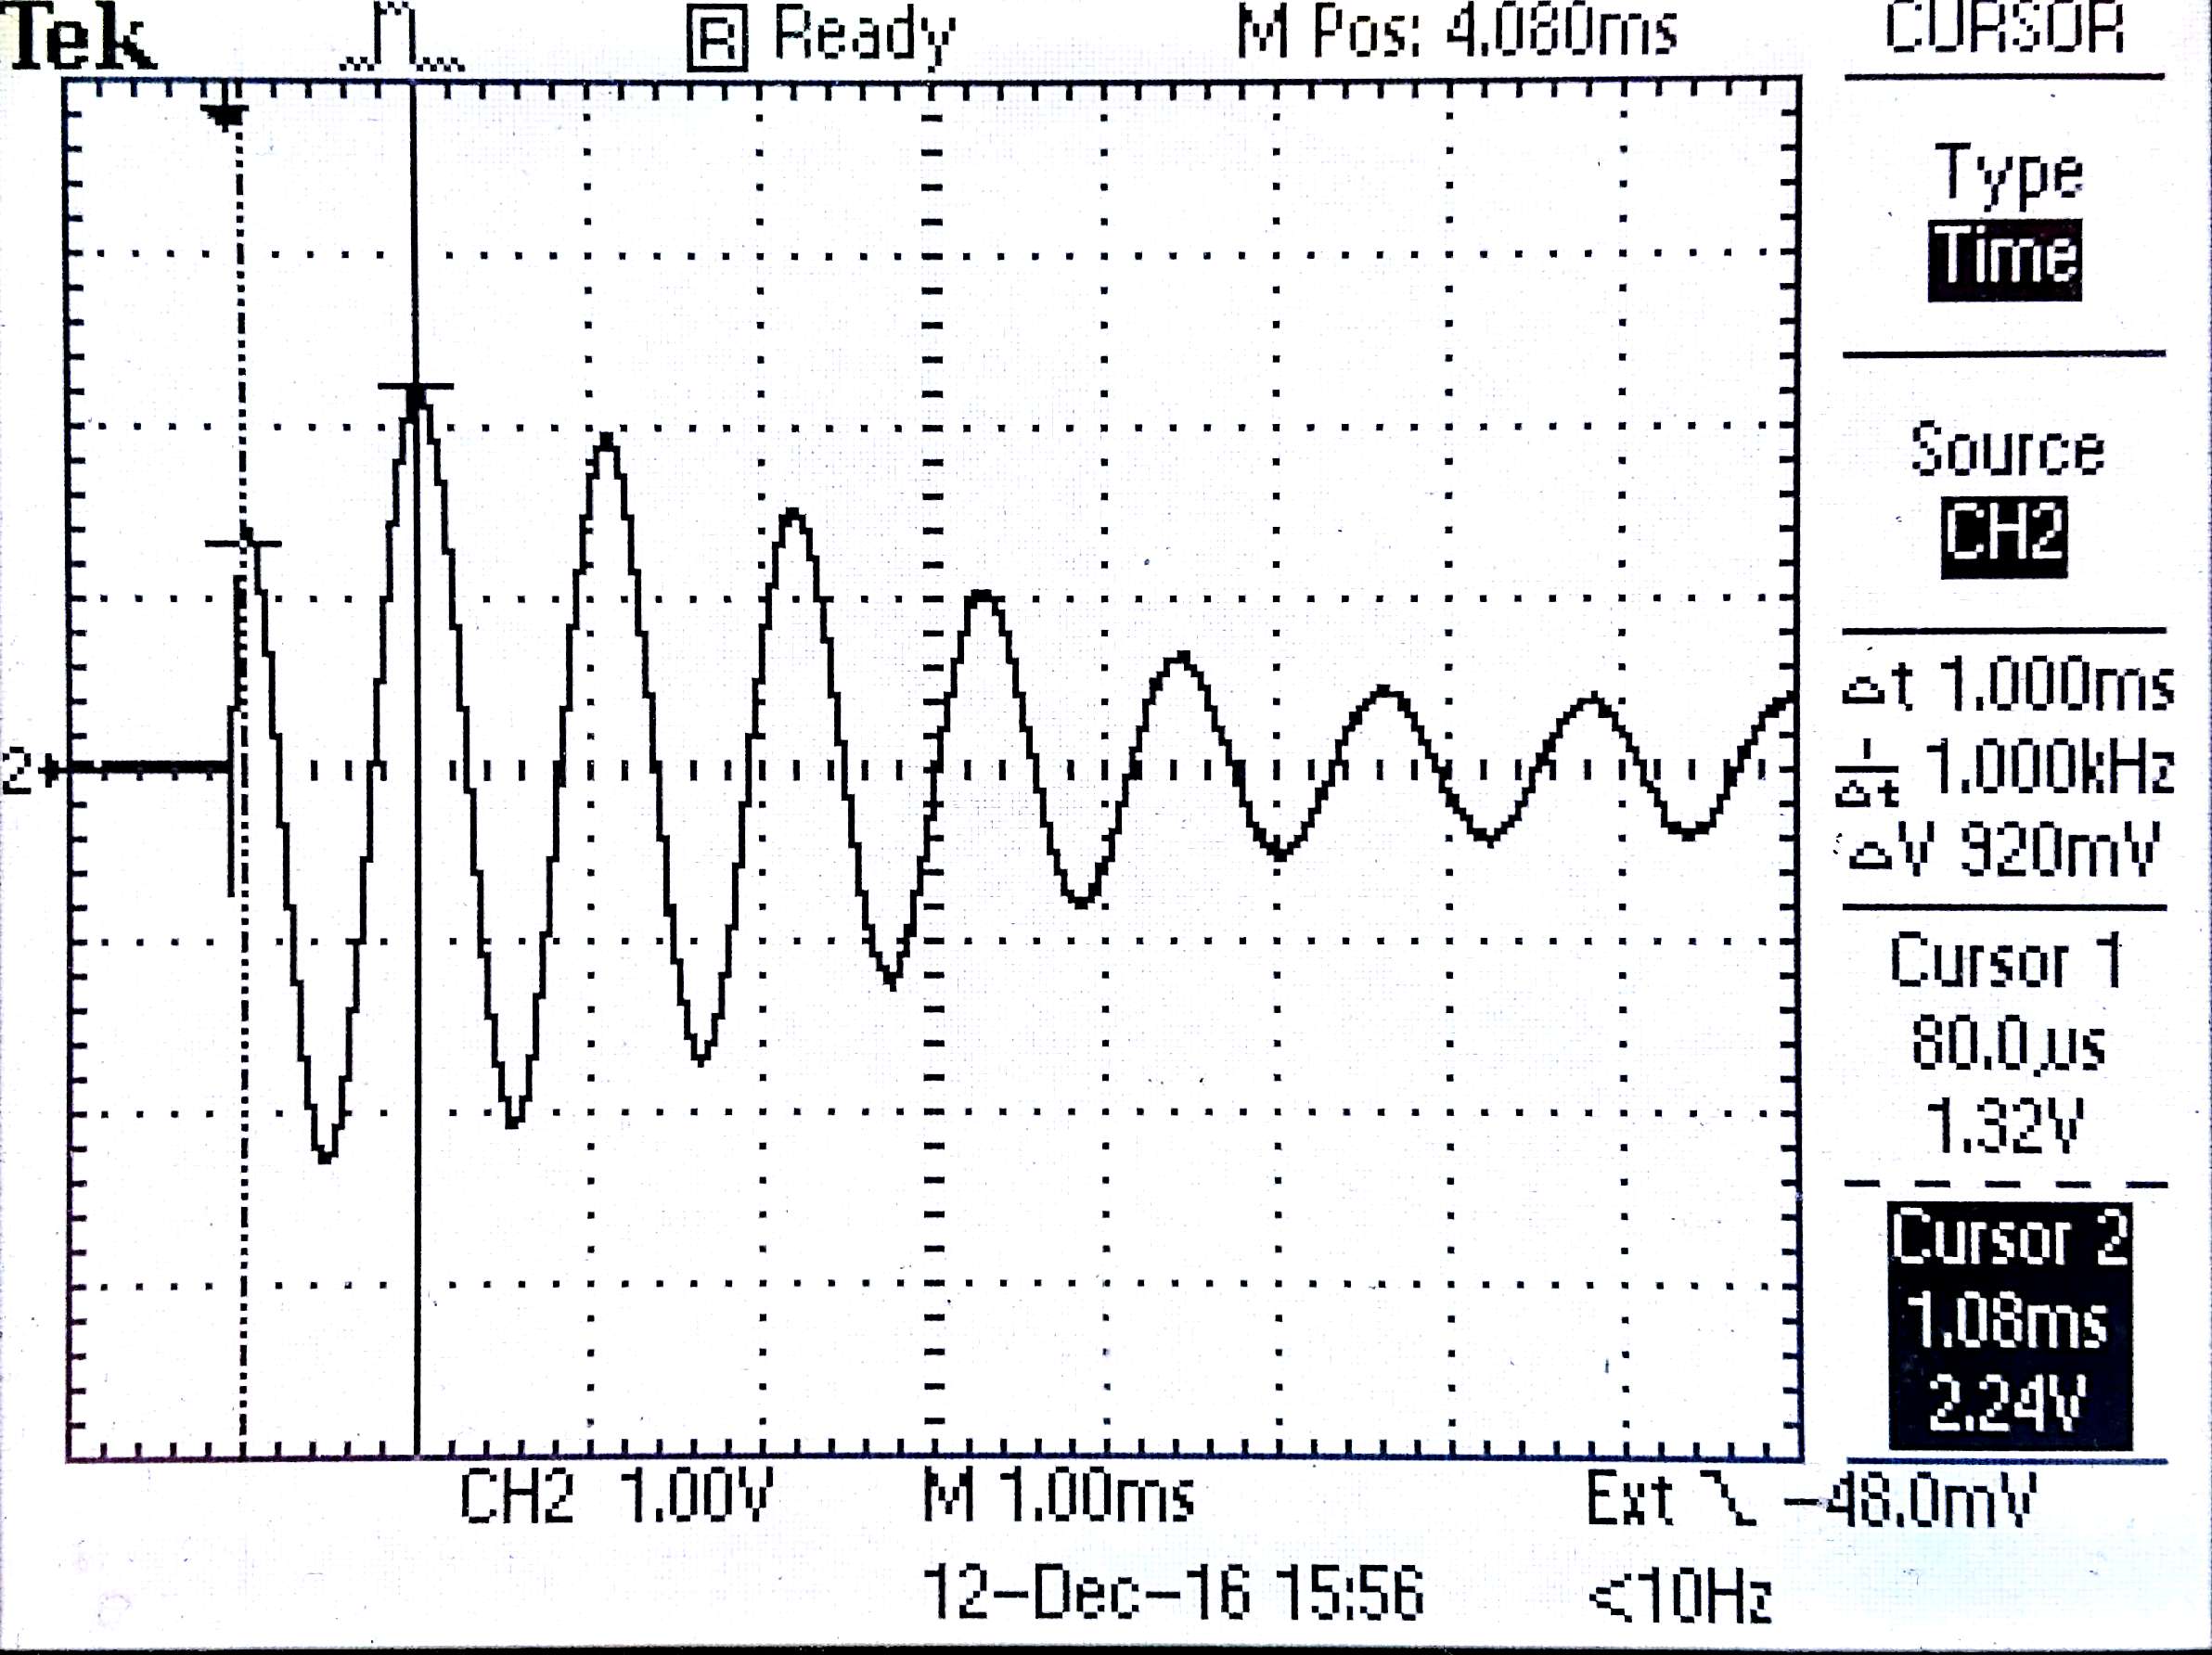 Tek R Ready M Pos: 4.080ms CURSOR
Type
Time
Source
CH2
Δt 1.000ms
1/Δt 1.000kHz
ΔV 920mV
2
Cursor 1
80.0µs
1.32V
Cursor 2
1.08ms
2.24V
CH2 1.00V M 1.00ms Ext -48.0mV
12-Dec-16 15:56 <10Hz